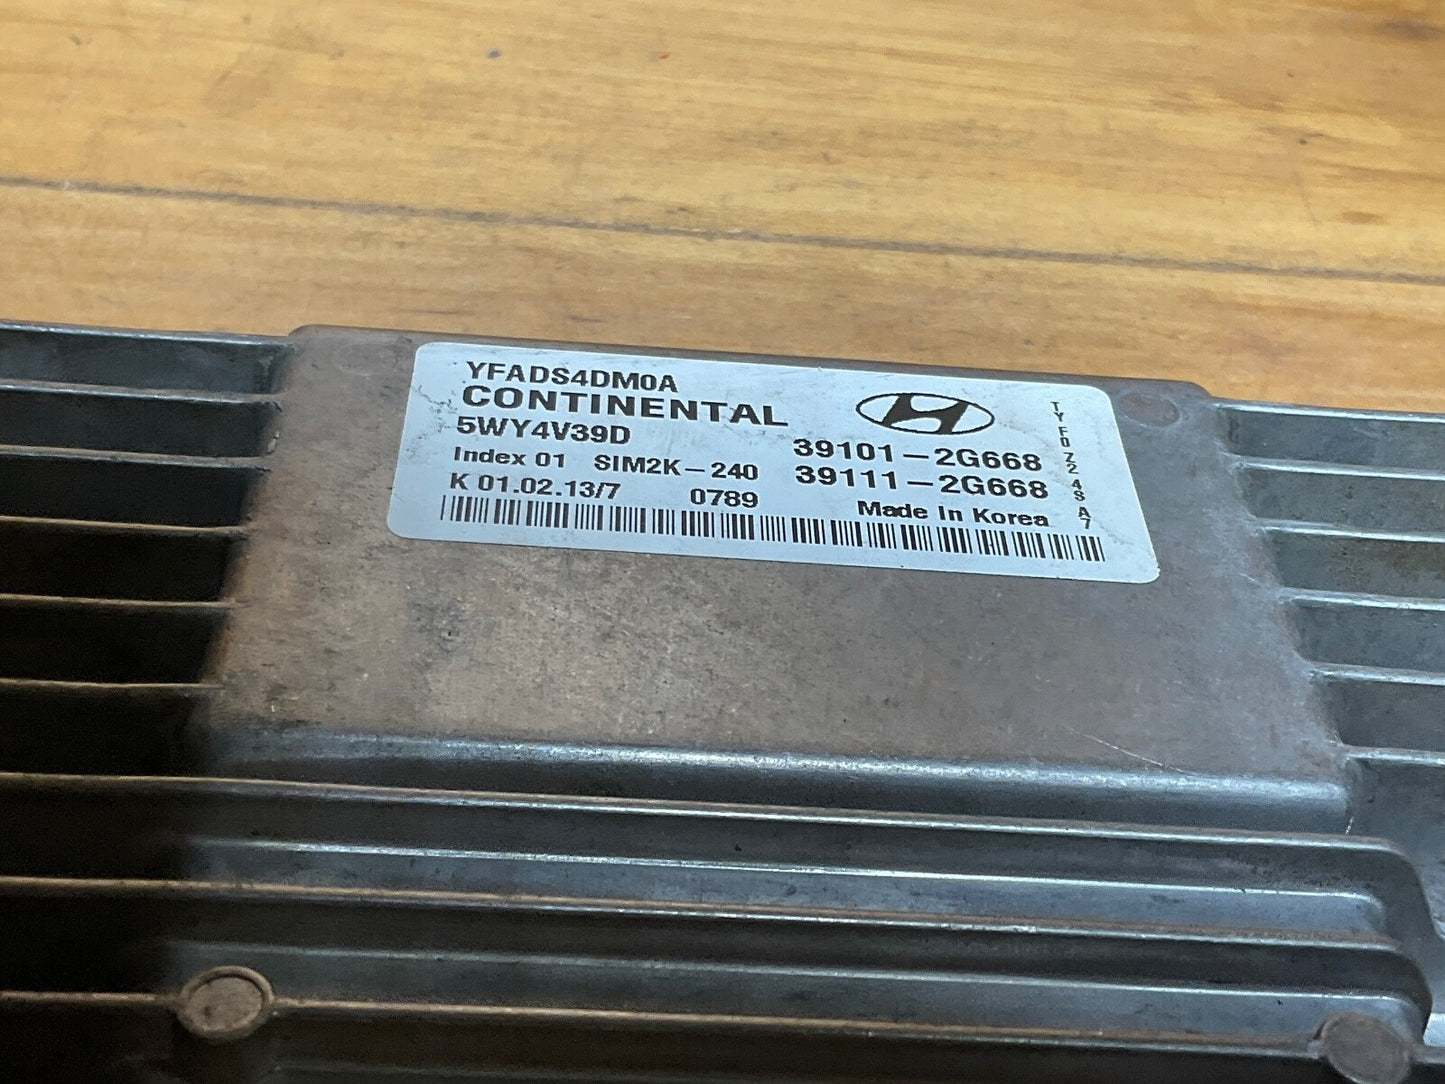 YFADS4DM0A
CONTINENTAL
5WY4V39D
39101-2G668
Index 01 SIM2K-240
39111-2G668
K 01.02.13/7 0789
Made In Korea